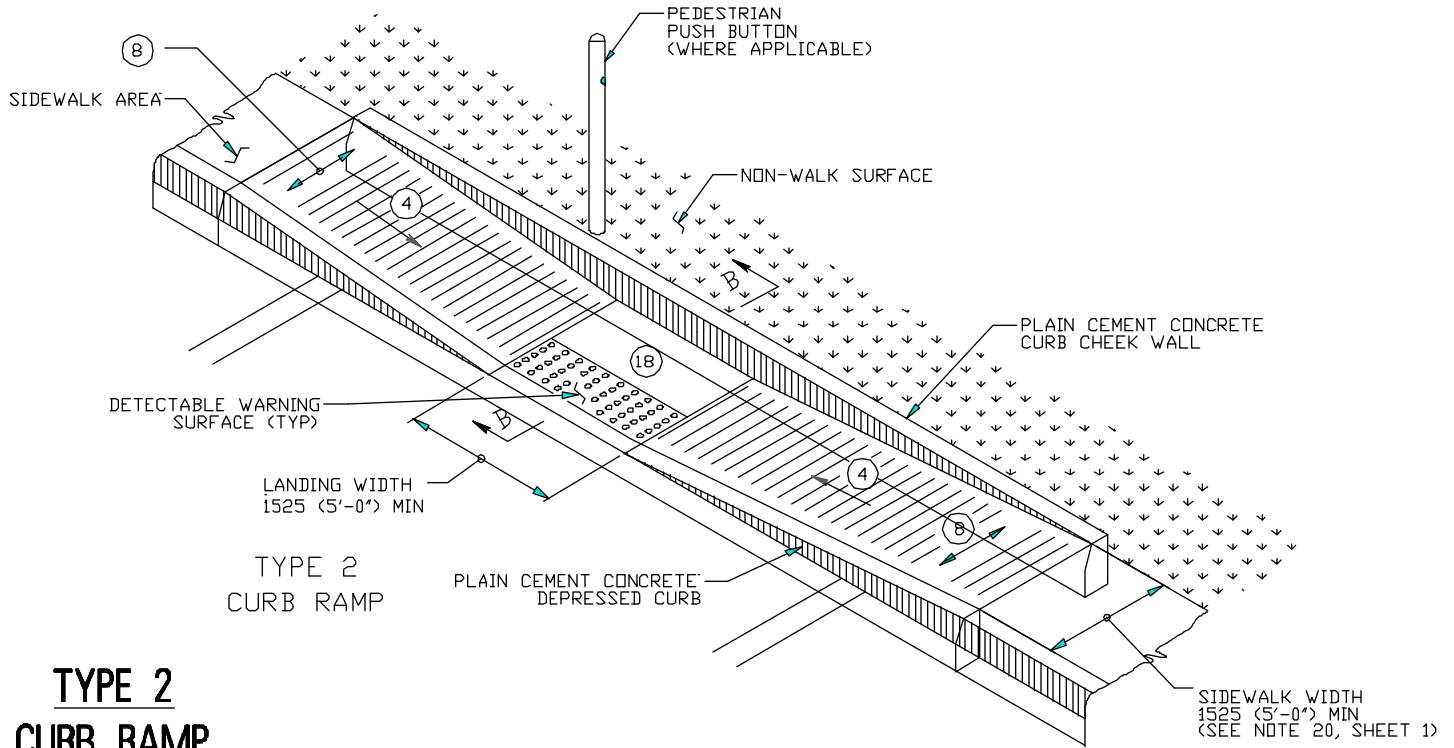 PEDESTRIAN
PUSH BUTTON
(WHERE APPLICABLE)
8
SIDEWALK AREA
NON-WALK SURFACE
4
B
PLAIN CEMENT CONCRETE
CURB CHEEK WALL
18
DETECTABLE WARNING
SURFACE (TYP)
B
LANDING WIDTH
1525 (5'-0") MIN
4
8
TYPE 2
CURB RAMP
PLAIN CEMENT CONCRETE
DEPRESSED CURB
TYPE 2
CURB RAMP
SIDEWALK WIDTH
1525 (5'-0") MIN
(SEE NOTE 20, SHEET 1)